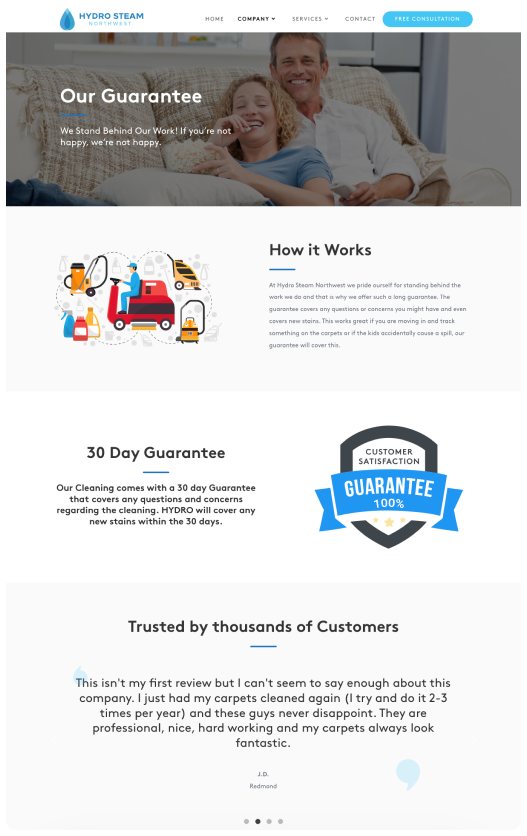 HYDRO STEAM
NORTHWEST
HOME
COMPANY
SERVICES
CONTACT
FREE CONSULTATION
Our Guarantee
We Stand Behind Our Work! If you're not
happy, we're not happy.
How it Works
At Hydro Steam Northwest we pride ourself for standing behind the
work we do and that is why we offer such a long guarantee. The
guarantee covers any questions or concerns you might have and even
covers new stains. This works great if you are moving in and track
something on the carpets or if the kids accidentally cause a spill, our
guarantee will cover this.
30 Day Guarantee
Our Cleaning comes with a 30 day Guarantee
that covers any questions and concerns
regarding the cleaning. HYDRO will cover any
new stains within the 30 days.
CUSTOMER
SATISFACTION
GUARANTEE
100%
Trusted by thousands of Customers
This isn't my first review but I can't seem to say enough about this
company. I just had my carpets cleaned again (I try and do it 2-3
times per year) and these guys never disappoint. They are
professional, nice, hard working and my carpets always look
fantastic.
J.D.
Redmond